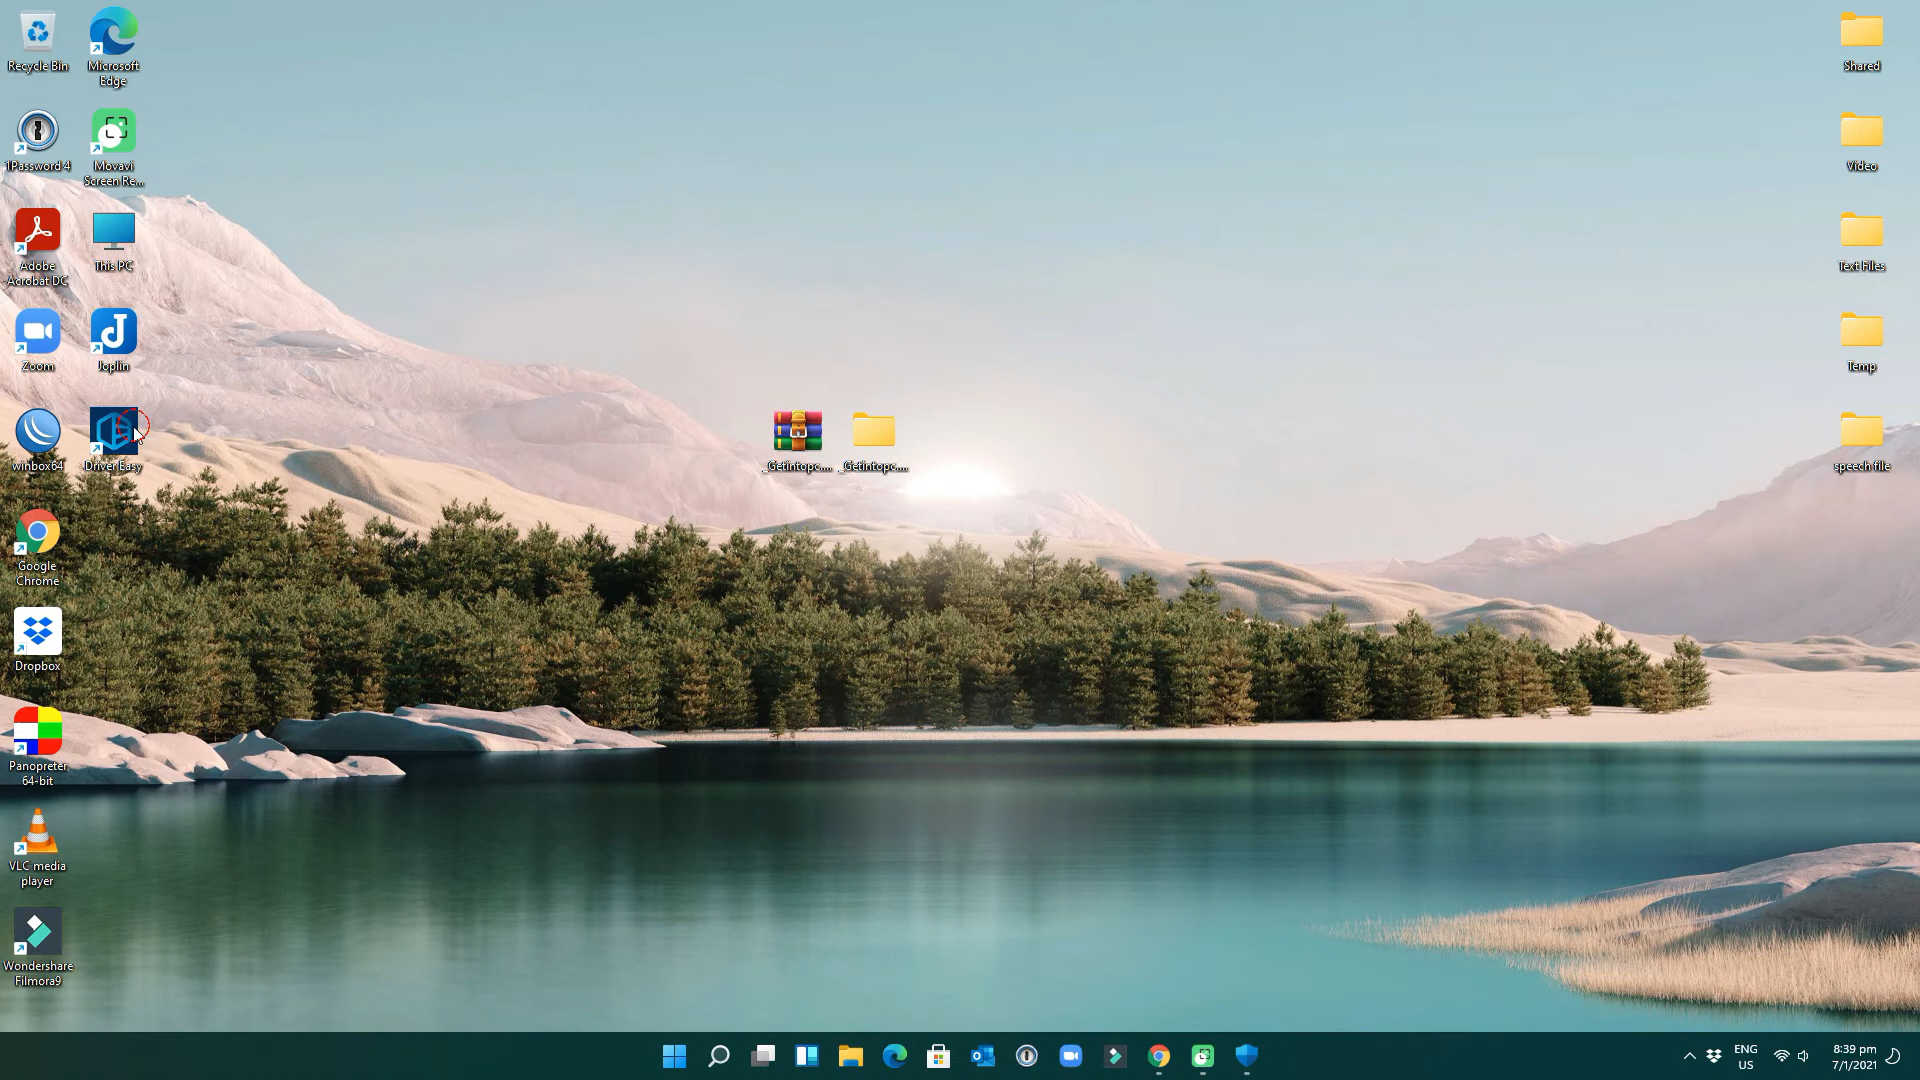 Recycle Bin
Microsoft
Edge
1Password 4
Movavi
Screen Re...
Adobe
Acrobat DC
This PC
Zoom
Joplin
winbox64
Driver Easy
Google
Chrome
Dropbox
Panopreter
64-bit
VLC media
player
Wondershare
Filmora9
_Getintopc....
_Getintopc....
Shared
Video
Text Files
Temp
speech file
ENG
US
8:39 pm
7/1/2021